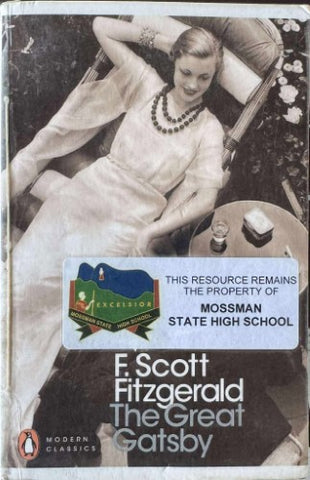 THIS RESOURCE REMAINS
THE PROPERTY OF
MOSSMAN
STATE HIGH SCHOOL
EXCELSIOR
MOSSMAN STATE HIGH SCHOOL
F. Scott
Fitzgerald
The Great
Gatsby
MODERN
CLASSICS